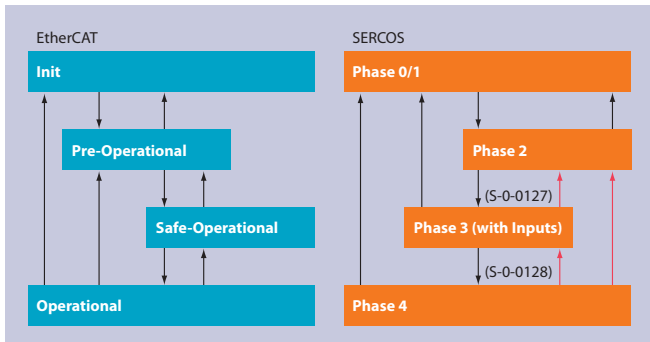 EtherCAT
Init
Pre-Operational
Safe-Operational
Operational
SERCOS
Phase 0/1
Phase 2
(S-0-0127)
Phase 3 (with Inputs)
(S-0-0128)
Phase 4